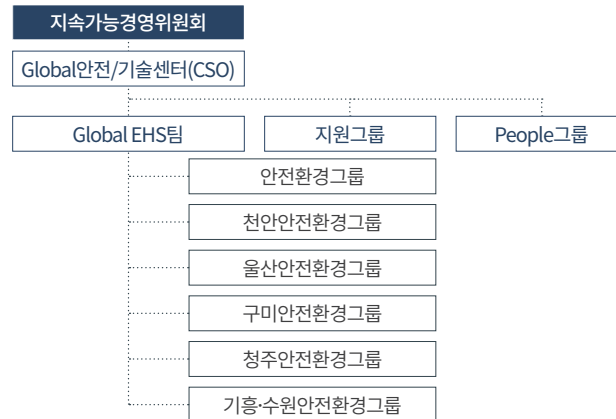 지속가능경영위원회
Global안전/기술센터(CSO)
Global EHS팀
지원그룹
People그룹
안전환경그룹
천안안전환경그룹
울산안전환경그룹
구미안전환경그룹
청주안전환경그룹
기흥·수원안전환경그룹